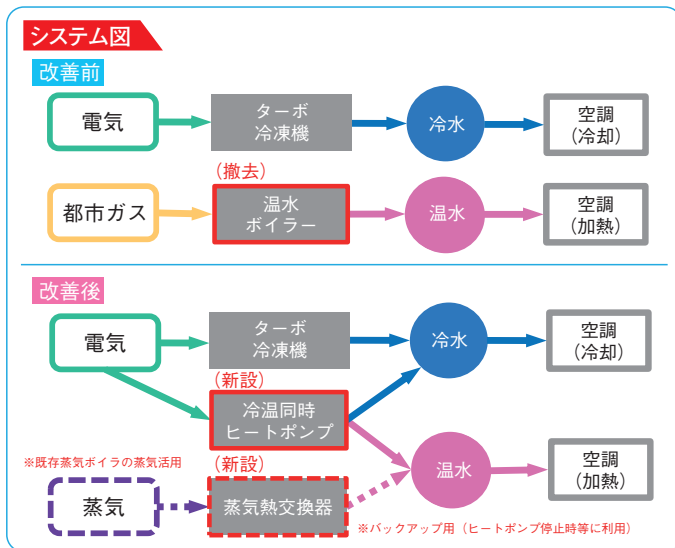 システム図
改善前
電気
ターボ
冷凍機
冷水
空調
(冷却)
(撤去)
都市ガス
温水
ボイラー
温水
空調
(加熱)
改善後
電気
ターボ
冷凍機
冷水
空調
(冷却)
(新設)
冷温同時
ヒートポンプ
※既存蒸気ボイラの蒸気活用
(新設)
温水
空調
(加熱)
蒸気
蒸気熱交換器
※バックアップ用（ヒートポンプ停止時等に利用）